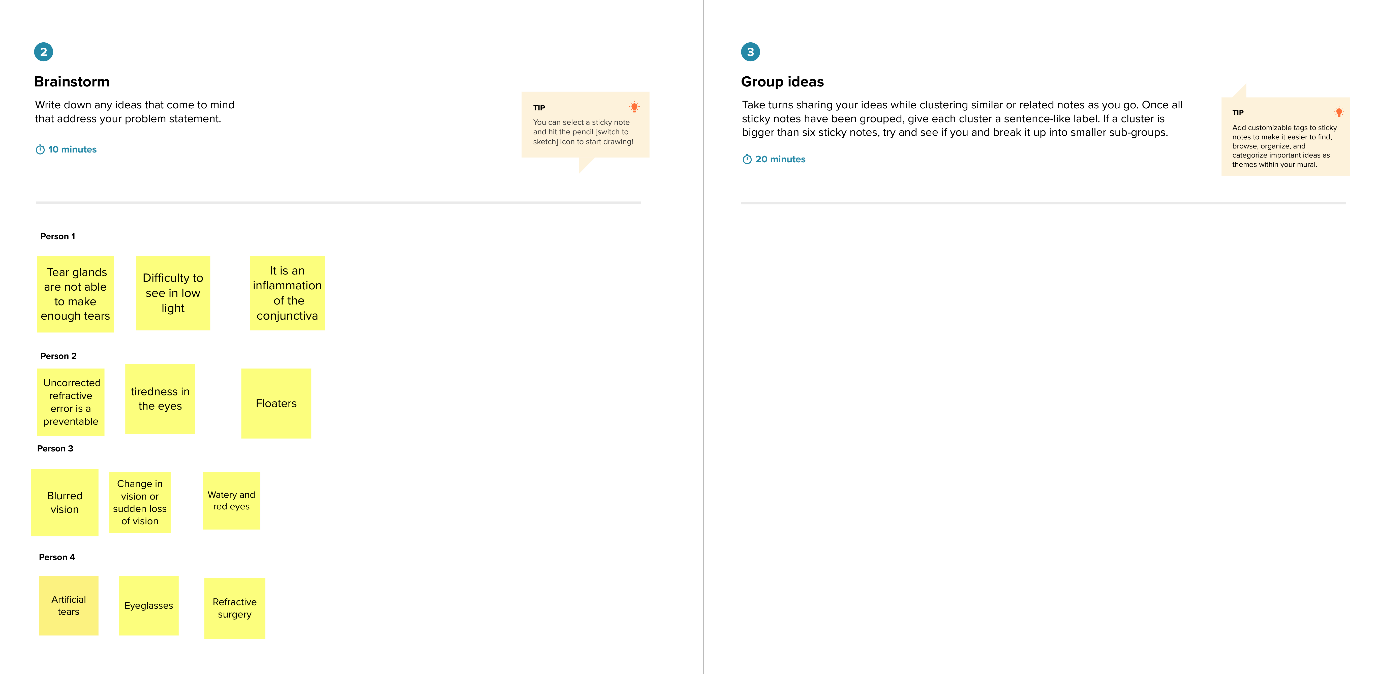 2
Brainstorm
Write down any ideas that come to mind
that address your problem statement.
10 minutes
TIP
You can select a sticky note
and hit the pencil [switch to
sketch] icon to start drawing!
Person 1
Tear glands
are not able
to make
enough tears
Difficulty to
see in low
light
It is an
inflammation
of the
conjunctiva
Person 2
Uncorrected
refractive
error is a
preventable
tiredness in
the eyes
Floaters
Person 3
Blurred
vision
Change in
vision or
sudden loss
of vision
Watery and
red eyes
Person 4
Artificial
tears
Eyeglasses
Refractive
surgery
3
Group ideas
Take turns sharing your ideas while clustering similar or related notes as you go. Once all
sticky notes have been grouped, give each cluster a sentence-like label. If a cluster is
bigger than six sticky notes, try and see if you and break it up into smaller sub-groups.
20 minutes
TIP
Add customizable tags to sticky
notes to make it easier to find,
browse, organize, and
categorize important ideas as
themes within your mural.